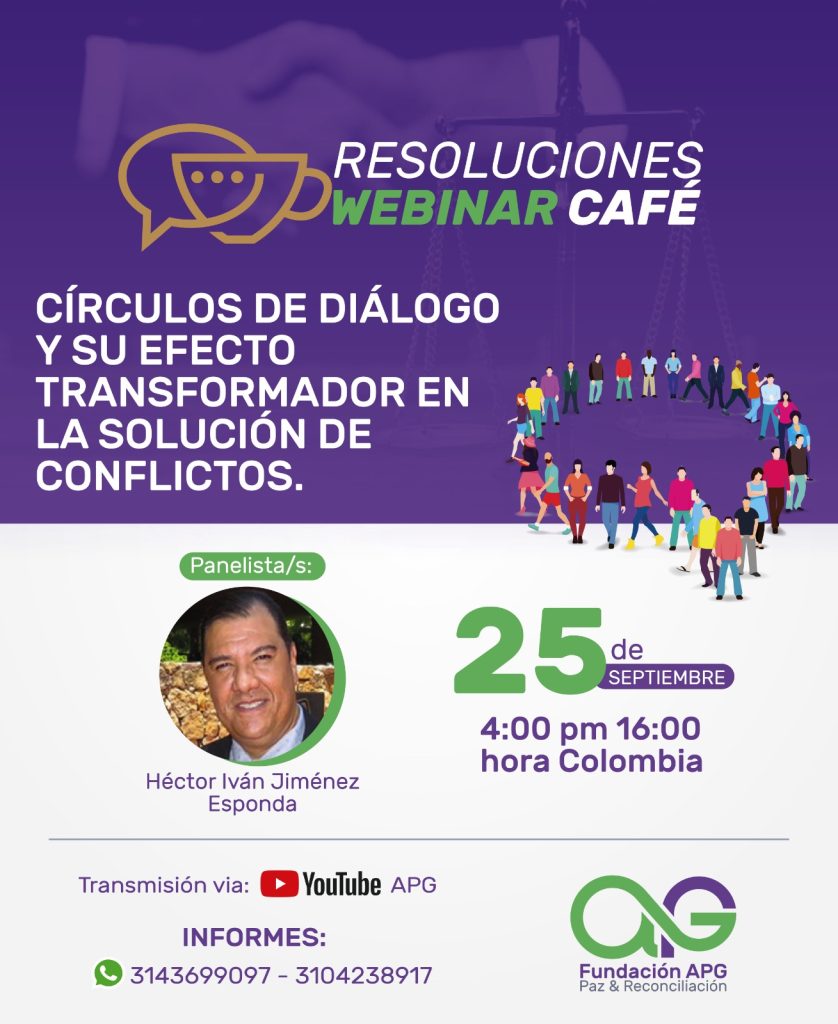 RESOLUCIONES
WEBINAR CAFÉ
CÍRCULOS DE DIÁLOGO
Y SU EFECTO
TRANSFORMADOR EN
LA SOLUCIÓN DE
CONFLICTOS.
Panelista/s:
Héctor Iván Jiménez
Esponda
25 de
SEPTIEMBRE
4:00 pm 16:00
hora Colombia
Transmisión via: YouTube APG
INFORMES:
3143699097 - 3104238917
aPG
Fundación APG
Paz & Reconciliación